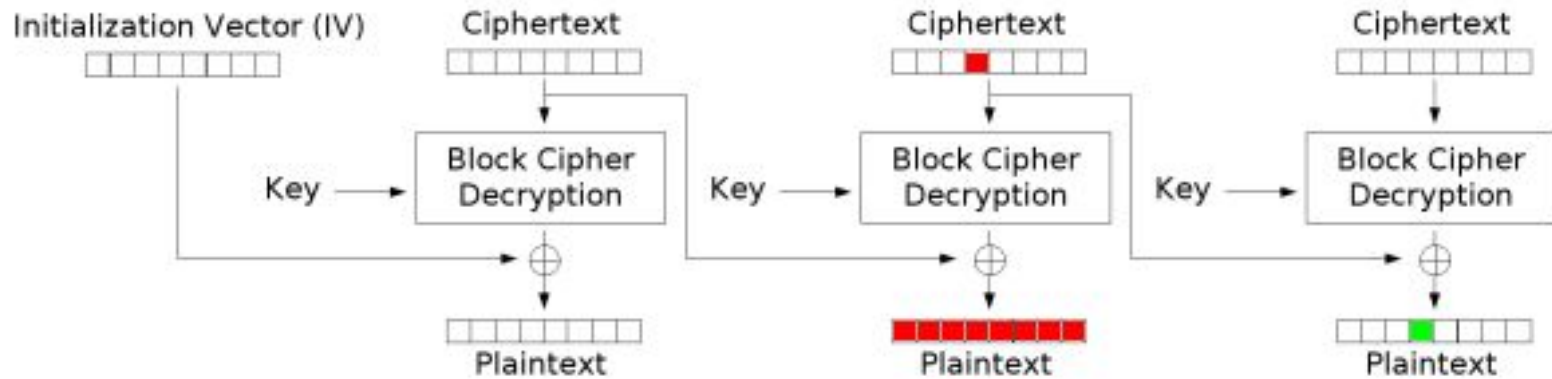 Initialization Vector (IV)
Ciphertext
Ciphertext
Ciphertext
Key
Block Cipher
Decryption
Key
Block Cipher
Decryption
Key
Block Cipher
Decryption
Plaintext
Plaintext
Plaintext